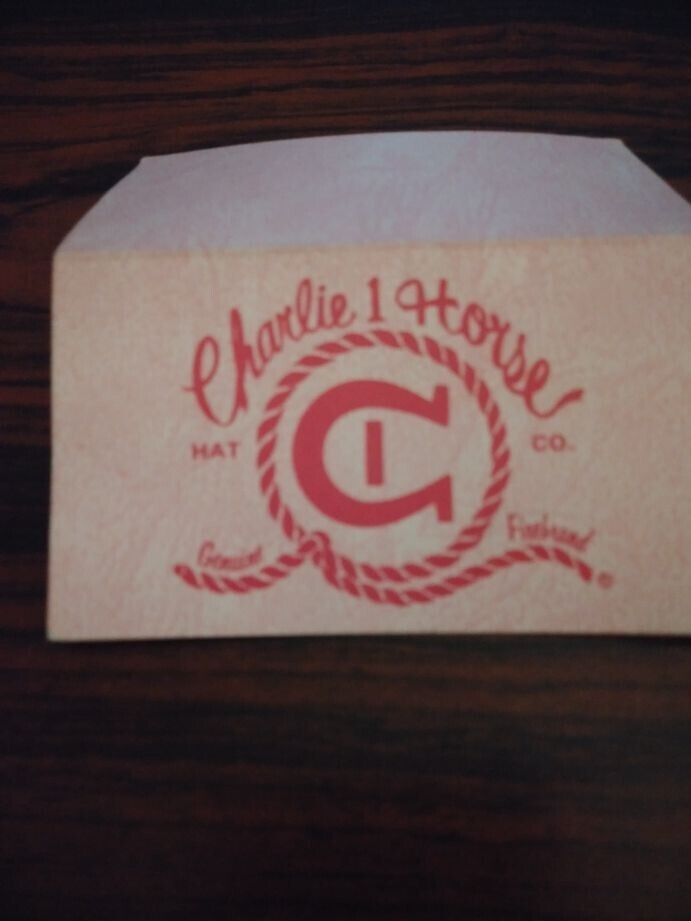 Charlie 1 Horse
HAT CO.
C1
Genuine Firebrand
®